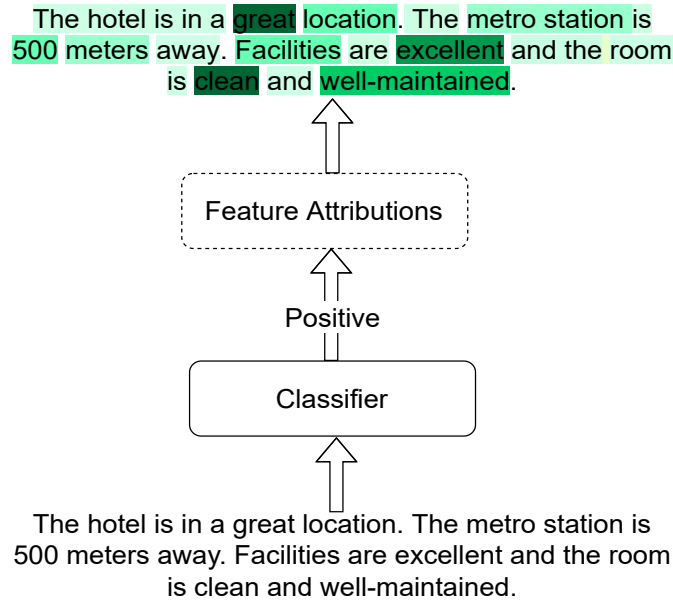 The hotel is in a great location. The metro station is
500 meters away. Facilities are excellent and the room
is clean and well-maintained.
Feature Attributions
Positive
Classifier
The hotel is in a great location. The metro station is
500 meters away. Facilities are excellent and the room
is clean and well-maintained.